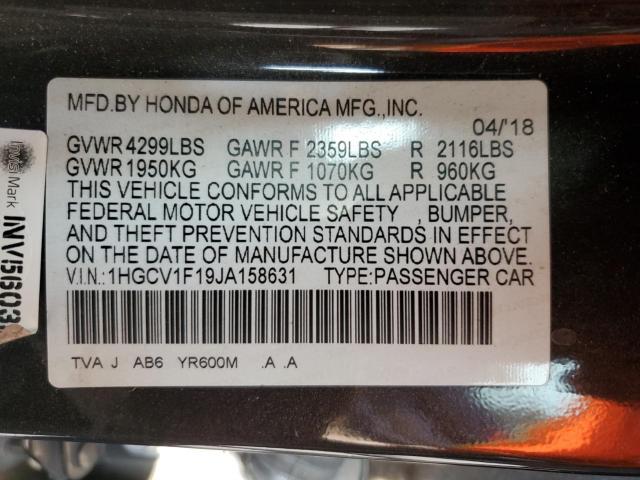 MFD.BY HONDA OF AMERICA MFG.,INC.
04/'18
GVWR 4299LBS GAWR F 2359LBS R 2116LBS
GVWR 1950KG GAWR F 1070KG R 960KG
THIS VEHICLE CONFORMS TO ALL APPLICABLE
FEDERAL MOTOR VEHICLE SAFETY , BUMPER,
AND THEFT PREVENTION STANDARDS IN EFFECT
ON THE DATE OF MANUFACTURE SHOWN ABOVE.
V.I.N.:1HGCV1F19JA158631 TYPE:PASSENGER CAR
TVA J AB6 YR600M .A .A
Mark